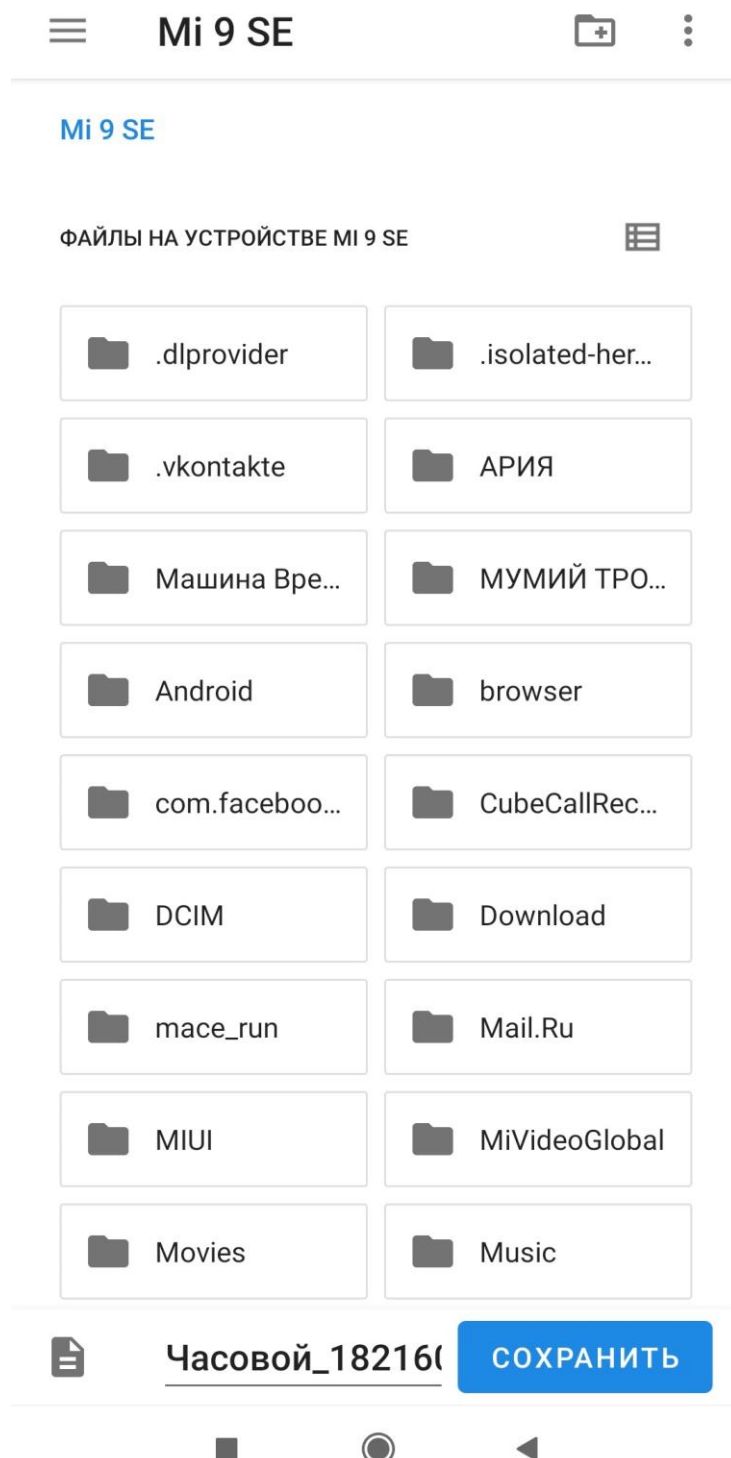 Mi 9 SE
Mi 9 SE
ФАЙЛЫ НА УСТРОЙСТВЕ MI 9 SE
.dlprovider
.isolated-her...
.vkontakte
АРИЯ
Машина Вре...
МУМИЙ ТРО...
Android
browser
com.faceboo...
CubeCallRec...
DCIM
Download
mace_run
Mail.Ru
MIUI
MiVideoGlobal
Movies
Music
Часовой_18216
СОХРАНИТЬ